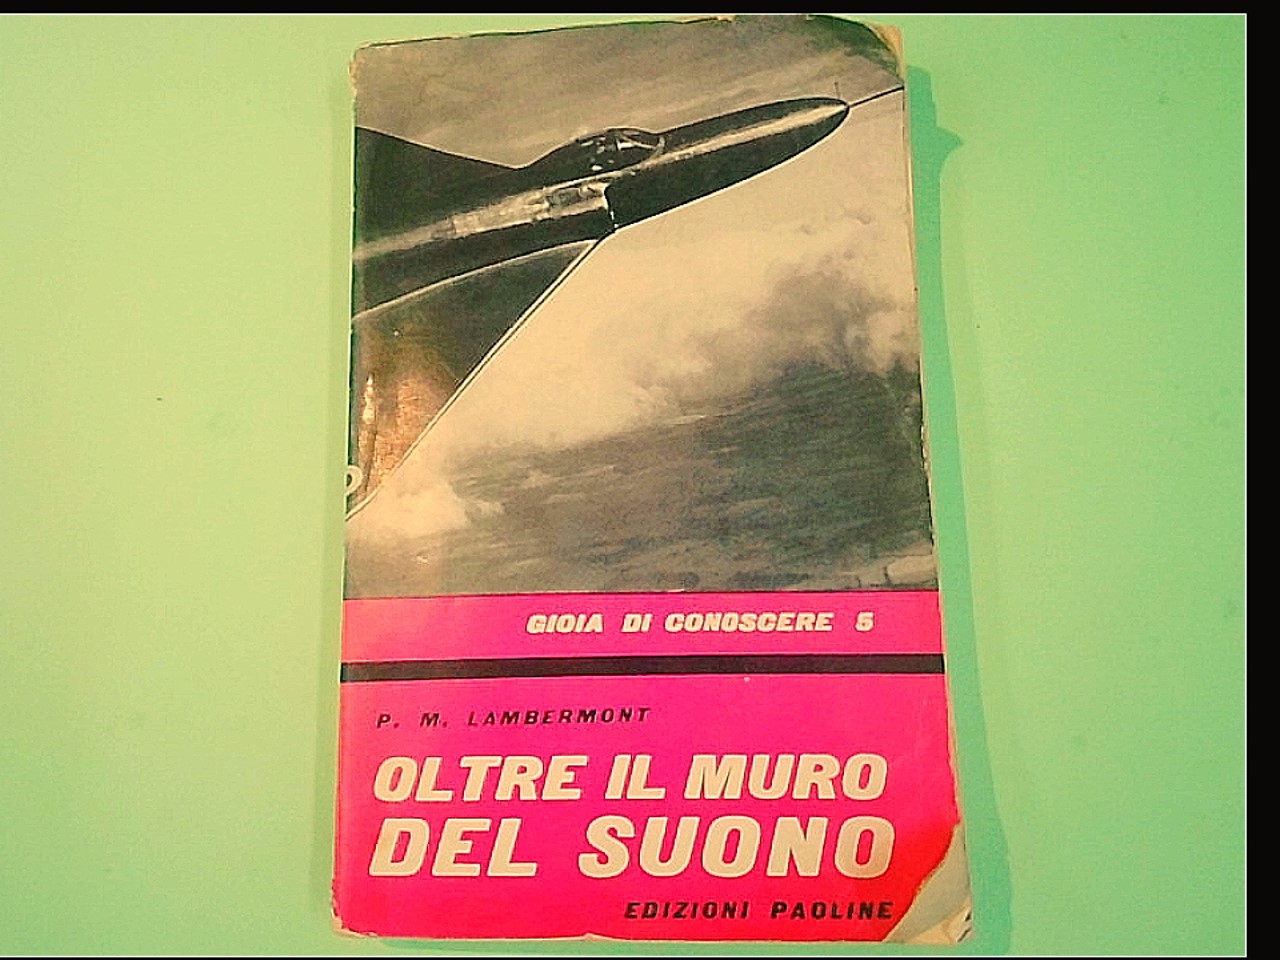 GIOIA DI CONOSCERE 5
P. M. LAMBERMONT
OLTRE IL MURO
DEL SUONO
EDIZIONI PAOLINE